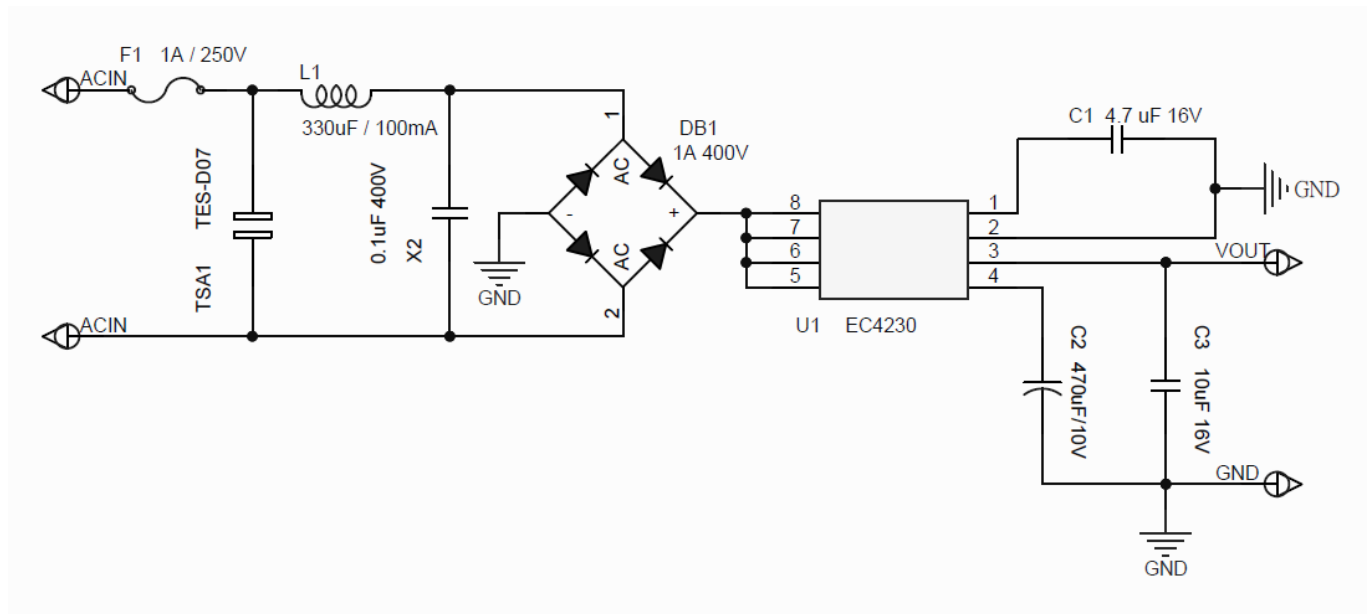 F1 1A / 250V
ACIN
L1
330uF / 100mA
TES-D07
TSA1
0.1uF 400V
X2
ACIN
1
DB1
1A 400V
AC
- +
AC
2
GND
8
7
6
5
1
2
3
4
U1 EC4230
C1 4.7 uF 16V
GND
VOUT
C2 470uF/10V
C3 10uF 16V
GND
GND